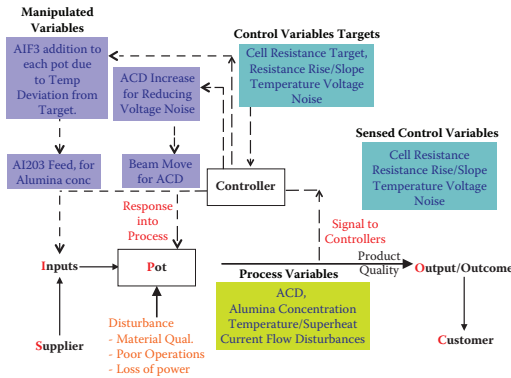 Manipulated
Variables
AIF3 addition to
each pot due
to Temp
Deviation from
Target.
ACD Increase
for Reducing
Voltage Noise
Control Variables Targets
Cell Resistance Target,
Resistance Rise/Slope
Temperature Voltage
Noise
AI203 Feed, for
Alumina conc
Beam Move
for ACD
Controller
Sensed Control Variables
Cell Resistance
Resistance Rise/Slope
Temperature Voltage
Noise
Response
into
Process
Signal to
Controllers
Inputs
Pot
Product
Quality
Output/Outcome
Process Variables
ACD,
Alumina Concentration
Temperature/Superheat
Current Flow Disturbances
Disturbance
- Material Qual.
- Poor Operations
- Loss of power
Supplier
Customer